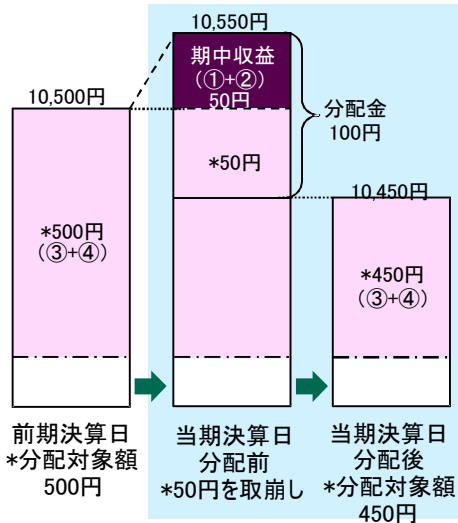 10,550円
期中収益
（①+②）
50円
10,500円
分配金
100円
*50円
10,450円
*500円
（③+④）
*450円
（③+④）
前期決算日
*分配対象額
500円
当期決算日
分配前
*50円を取崩し
当期決算日
分配後
*分配対象額
450円